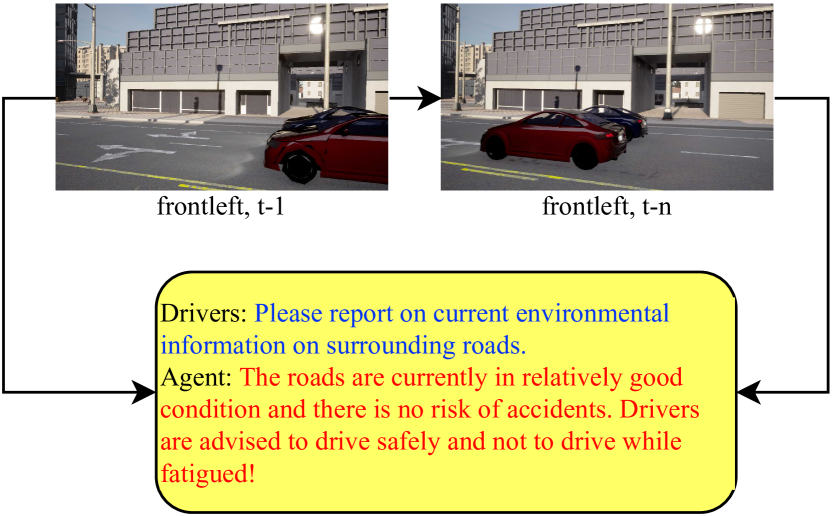 frontleft, t-1
frontleft, t-n
Drivers: Please report on current environmental
information on surrounding roads.
Agent: The roads are currently in relatively good
condition and there is no risk of accidents. Drivers
are advised to drive safely and not to drive while
fatigued!